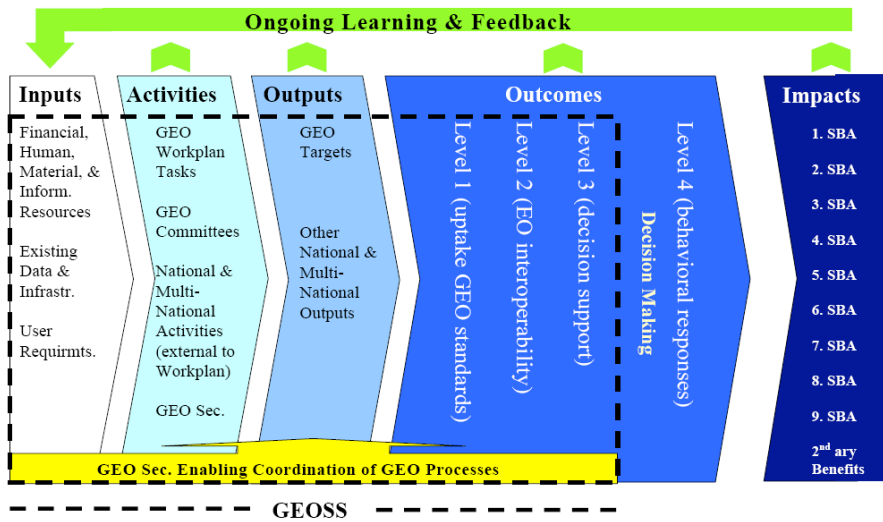 Ongoing Learning & Feedback
Inputs
Financial,
Human,
Material, &
Inform.
Resources
Existing
Data &
Infrastr.
User
Requirmts.
Activities
GEO
Workplan
Tasks
GEO
Committees
National &
Multi-
National
Activities
(external to
Workplan)
GEO Sec.
Outputs
GEO
Targets
Other
National &
Multi-
National
Outputs
Outcomes
Level 1 (uptake GEO standards)
Level 2 (EO interoperability)
Level 3 (decision support)
Decision Making
Level 4 (behavioral responses)
Impacts
1. SBA
2. SBA
3. SBA
4. SBA
5. SBA
6. SBA
7. SBA
8. SBA
9. SBA
2nd ary
Benefits
GEO Sec. Enabling Coordination of GEO Processes
GEOSS